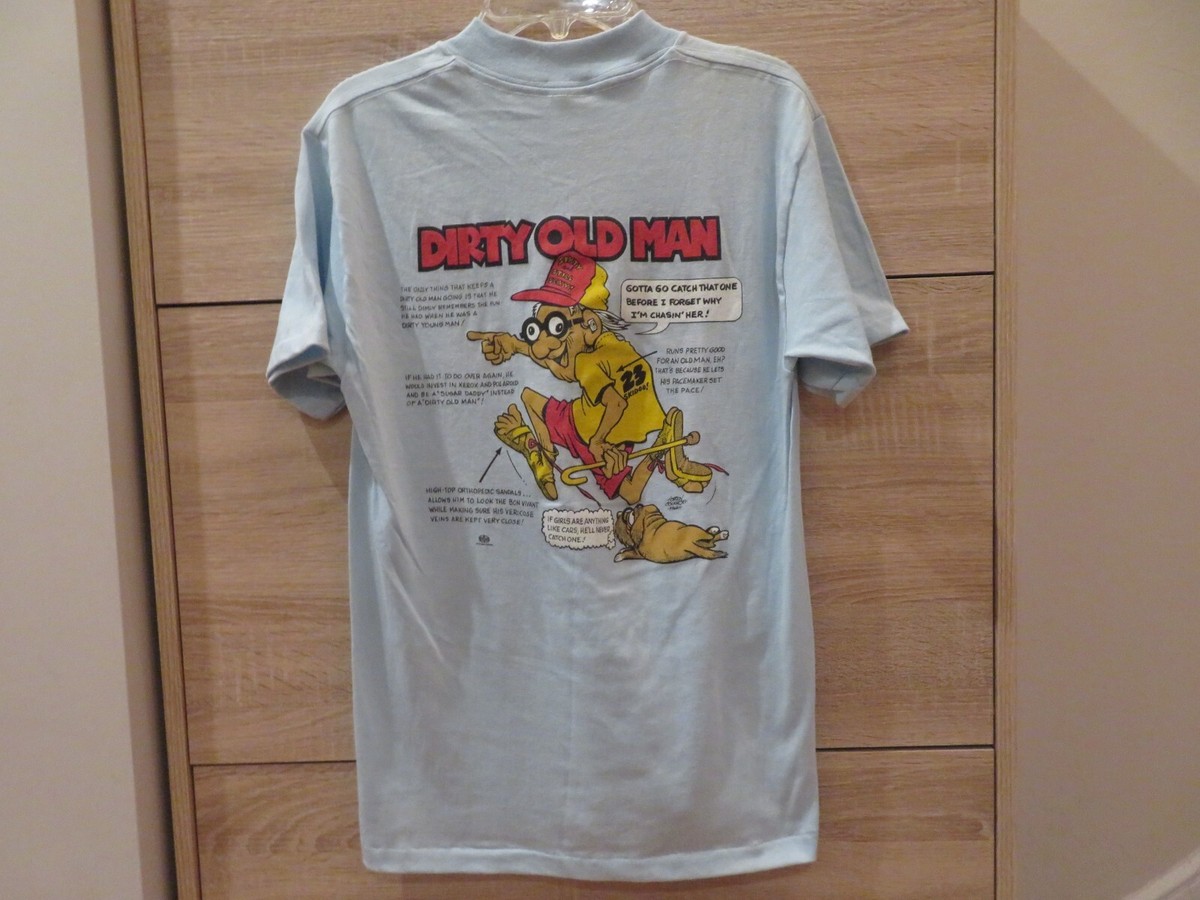 DIRTY OLD MAN
THE ONLY THING THAT KEEPS A
DIRTY OLD MAN GOING IS THAT HE
STILL DIMLY REMEMBERS THE FUN
HE HAD WHEN HE WAS A
DIRTY YOUNG MAN!
GOTTA GO CATCH THAT ONE
BEFORE I FORGET WHY
I'M CHASIN' HER!
RUNS PRETTY GOOD
FOR AN OLD MAN, EH?
THAT'S BECAUSE HE LETS
HIS PACEMAKER SET
THE PACE!
23
SKIDOO!
IF HE HAD IT TO DO OVER AGAIN, HE
WOULD INVEST IN XEROX AND POLAROID
AND BE A "SUGAR DADDY" INSTEAD
OF A "DIRTY OLD MAN"!
HIGH-TOP ORTHOPEDIC SANDALS...
ALLOWS HIM TO LOOK THE BON VIVANT
WHILE MAKING SURE HIS VERICOSE
VEINS ARE KEPT VERY CLOSE!
IF GIRLS ARE ANYTHING
LIKE CARS, HE'LL NEVER
CATCH ONE!